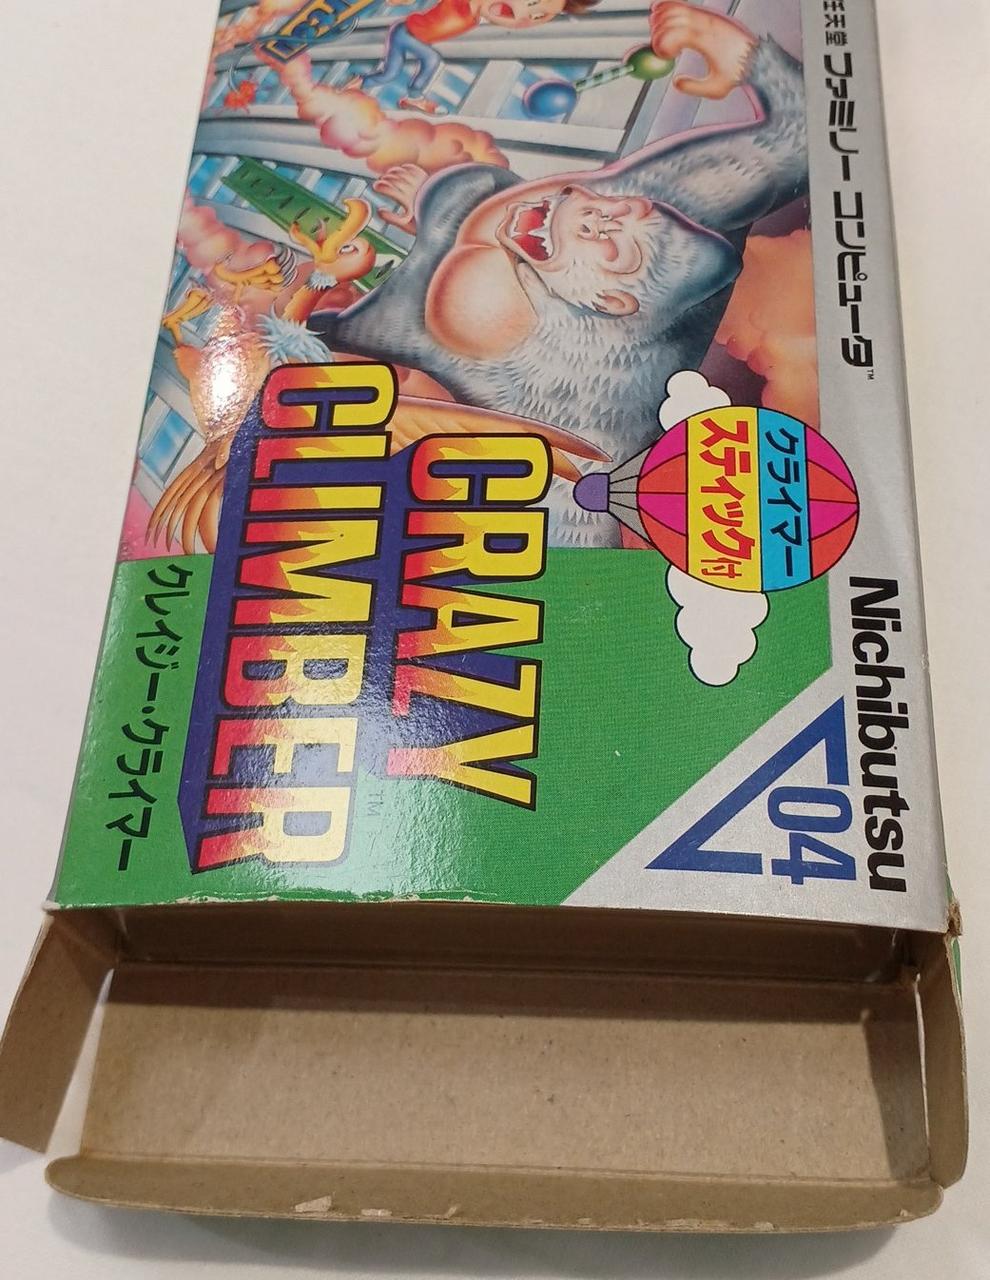 任天堂 ファミリー コンピュータ™
Nichibutsu
04
クライマー
スティック付
CRAZY
CLIMBER™
クレイジー・クライマー